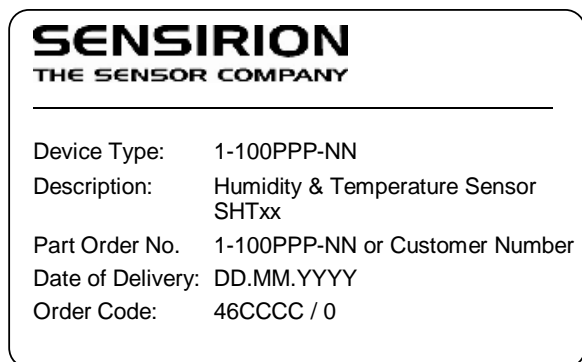 SENSIRION
THE SENSOR COMPANY
Device Type: 1-100PPP-NN
Description: Humidity & Temperature Sensor
SHTxx
Part Order No. 1-100PPP-NN or Customer Number
Date of Delivery: DD.MM.YYYY
Order Code: 46CCCC / 0